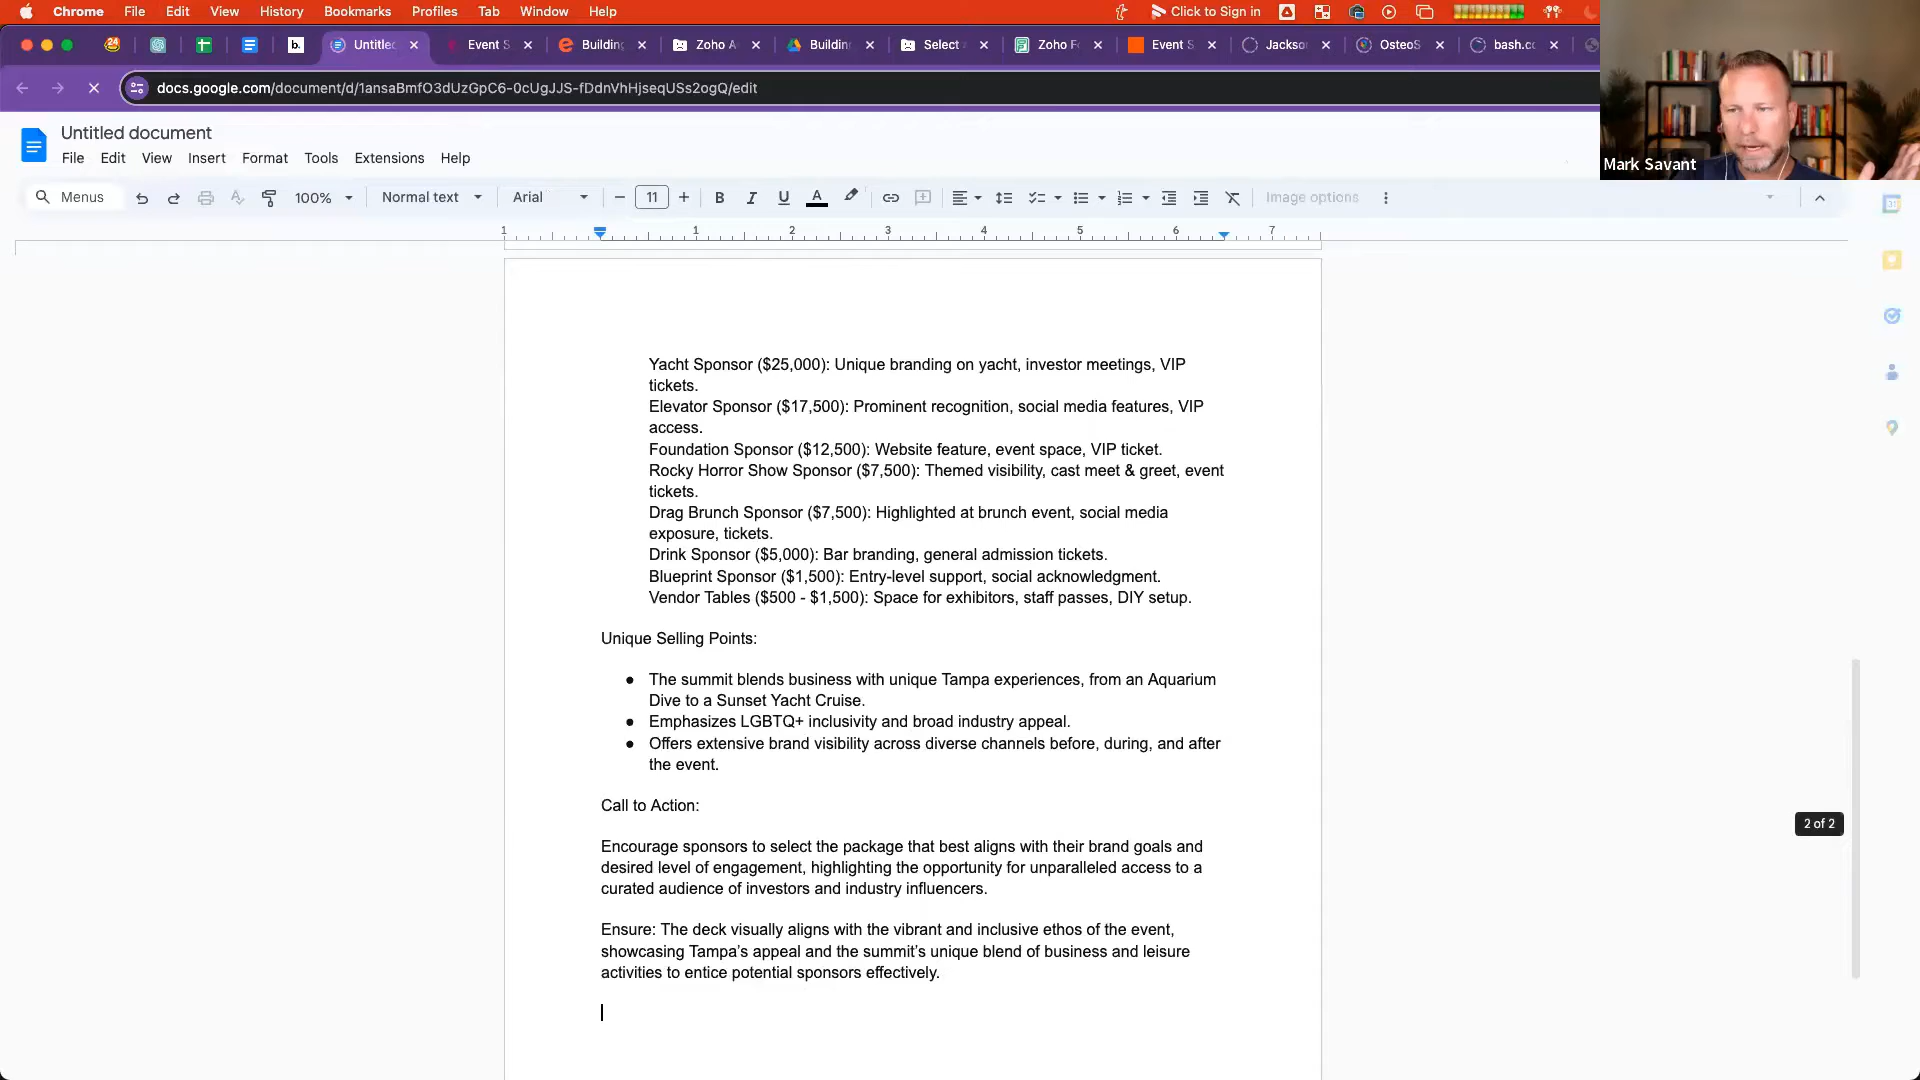 Chrome File Edit View History Bookmarks Profiles Tab Window Help Click to Sign in
24 b. Untitled Event S Building Zoho A Building Select Zoho F Event S Jackso OsteoS bash.co
docs.google.com/document/d/1ansaBmfO3dUzGpC6-0cUgJJS-fDdnVhHjseqUSs2ogQ/edit
Untitled document
File Edit View Insert Format Tools Extensions Help
Mark Savant
Menus 100% Normal text Arial 11 B I U A Image options
1 1 2 3 4 5 6 7
Yacht Sponsor ($25,000): Unique branding on yacht, investor meetings, VIP
tickets.
Elevator Sponsor ($17,500): Prominent recognition, social media features, VIP
access.
Foundation Sponsor ($12,500): Website feature, event space, VIP ticket.
Rocky Horror Show Sponsor ($7,500): Themed visibility, cast meet & greet, event
tickets.
Drag Brunch Sponsor ($7,500): Highlighted at brunch event, social media
exposure, tickets.
Drink Sponsor ($5,000): Bar branding, general admission tickets.
Blueprint Sponsor ($1,500): Entry-level support, social acknowledgment.
Vendor Tables ($500 - $1,500): Space for exhibitors, staff passes, DIY setup.
Unique Selling Points:
● The summit blends business with unique Tampa experiences, from an Aquarium
Dive to a Sunset Yacht Cruise.
● Emphasizes LGBTQ+ inclusivity and broad industry appeal.
● Offers extensive brand visibility across diverse channels before, during, and after
the event.
Call to Action:
2 of 2
Encourage sponsors to select the package that best aligns with their brand goals and
desired level of engagement, highlighting the opportunity for unparalleled access to a
curated audience of investors and industry influencers.
Ensure: The deck visually aligns with the vibrant and inclusive ethos of the event,
showcasing Tampa's appeal and the summit's unique blend of business and leisure
activities to entice potential sponsors effectively.